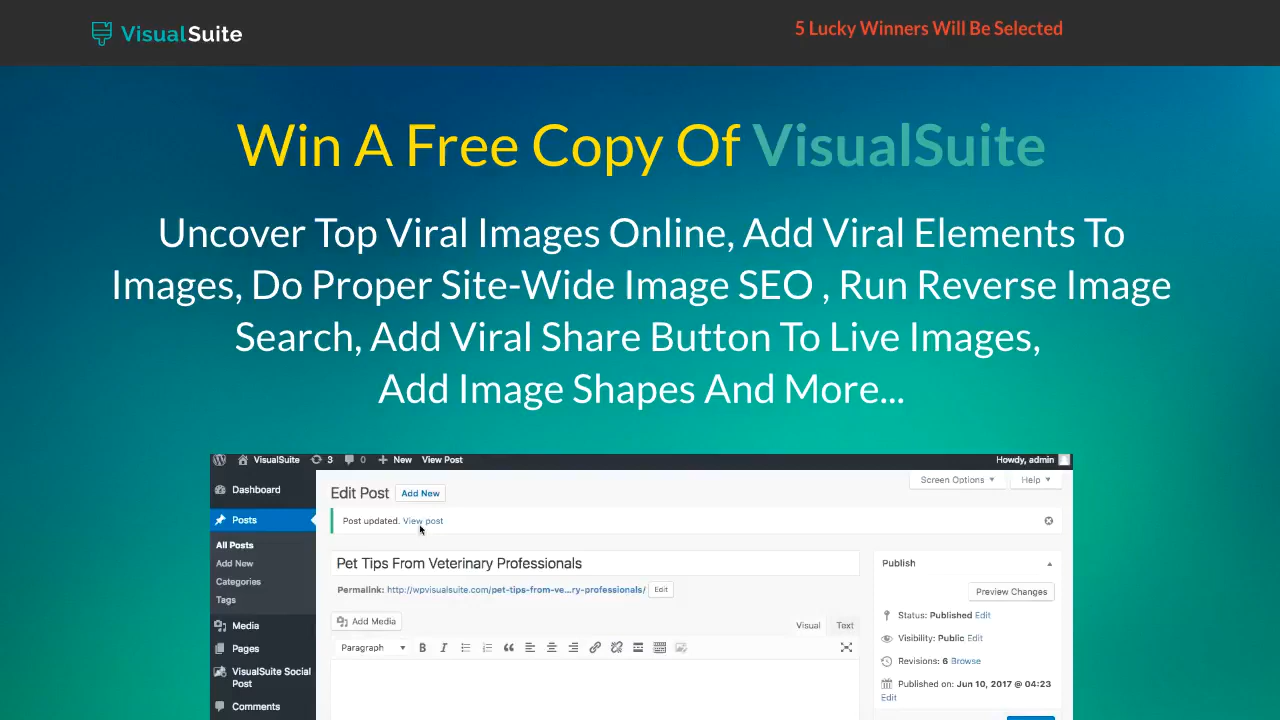 VisualSuite
5 Lucky Winners Will Be Selected
Win A Free Copy Of VisualSuite
Uncover Top Viral Images Online, Add Viral Elements To
Images, Do Proper Site-Wide Image SEO , Run Reverse Image
Search, Add Viral Share Button To Live Images,
Add Image Shapes And More...
VisualSuite 3 0 New View Post Howdy, admin
Dashboard
Posts
All Posts
Add New
Categories
Tags
Media
Pages
VisualSuite Social
Post
Comments
Screen Options Help
Edit Post Add New
Post updated. View post
Pet Tips From Veterinary Professionals
Permalink: http://wpvisualsuite.com/pet-tips-from-ve...ry-professionals/ Edit
Add Media
Visual Text
Paragraph B I
Publish
Preview Changes
Status: Published Edit
Visibility: Public Edit
Revisions: 6 Browse
Published on: Jun 10, 2017 @ 04:23
Edit